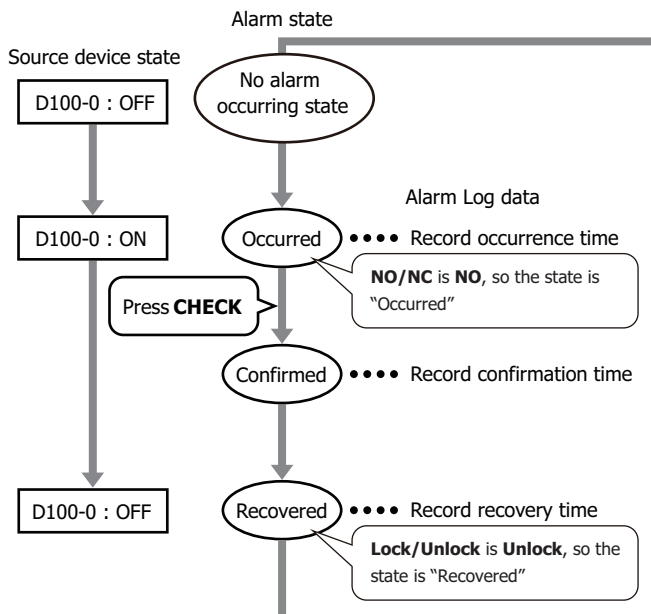 Alarm state
Source device state
No alarm
occurring state
D100-0 : OFF
Alarm Log data
D100-0 : ON
Occurred
•••• Record occurrence time
NO/NC is NO, so the state is
“Occurred”
Press CHECK
Confirmed
•••• Record confirmation time
D100-0 : OFF
Recovered
•••• Record recovery time
Lock/Unlock is Unlock, so the
state is “Recovered”